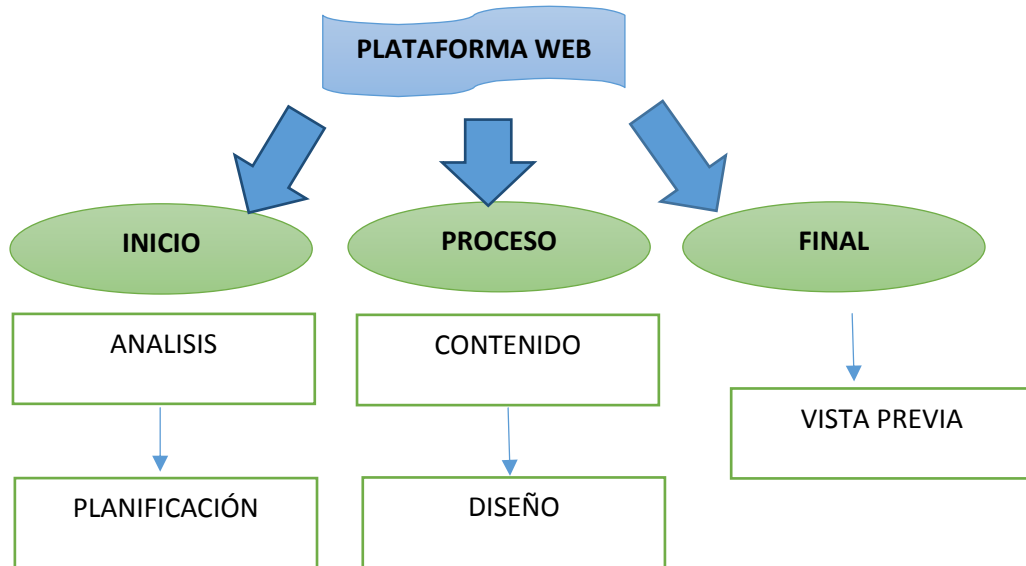 PLATAFORMA WEB
INICIO
PROCESO
FINAL
ANALISIS
CONTENIDO
VISTA PREVIA
PLANIFICACIÓN
DISEÑO